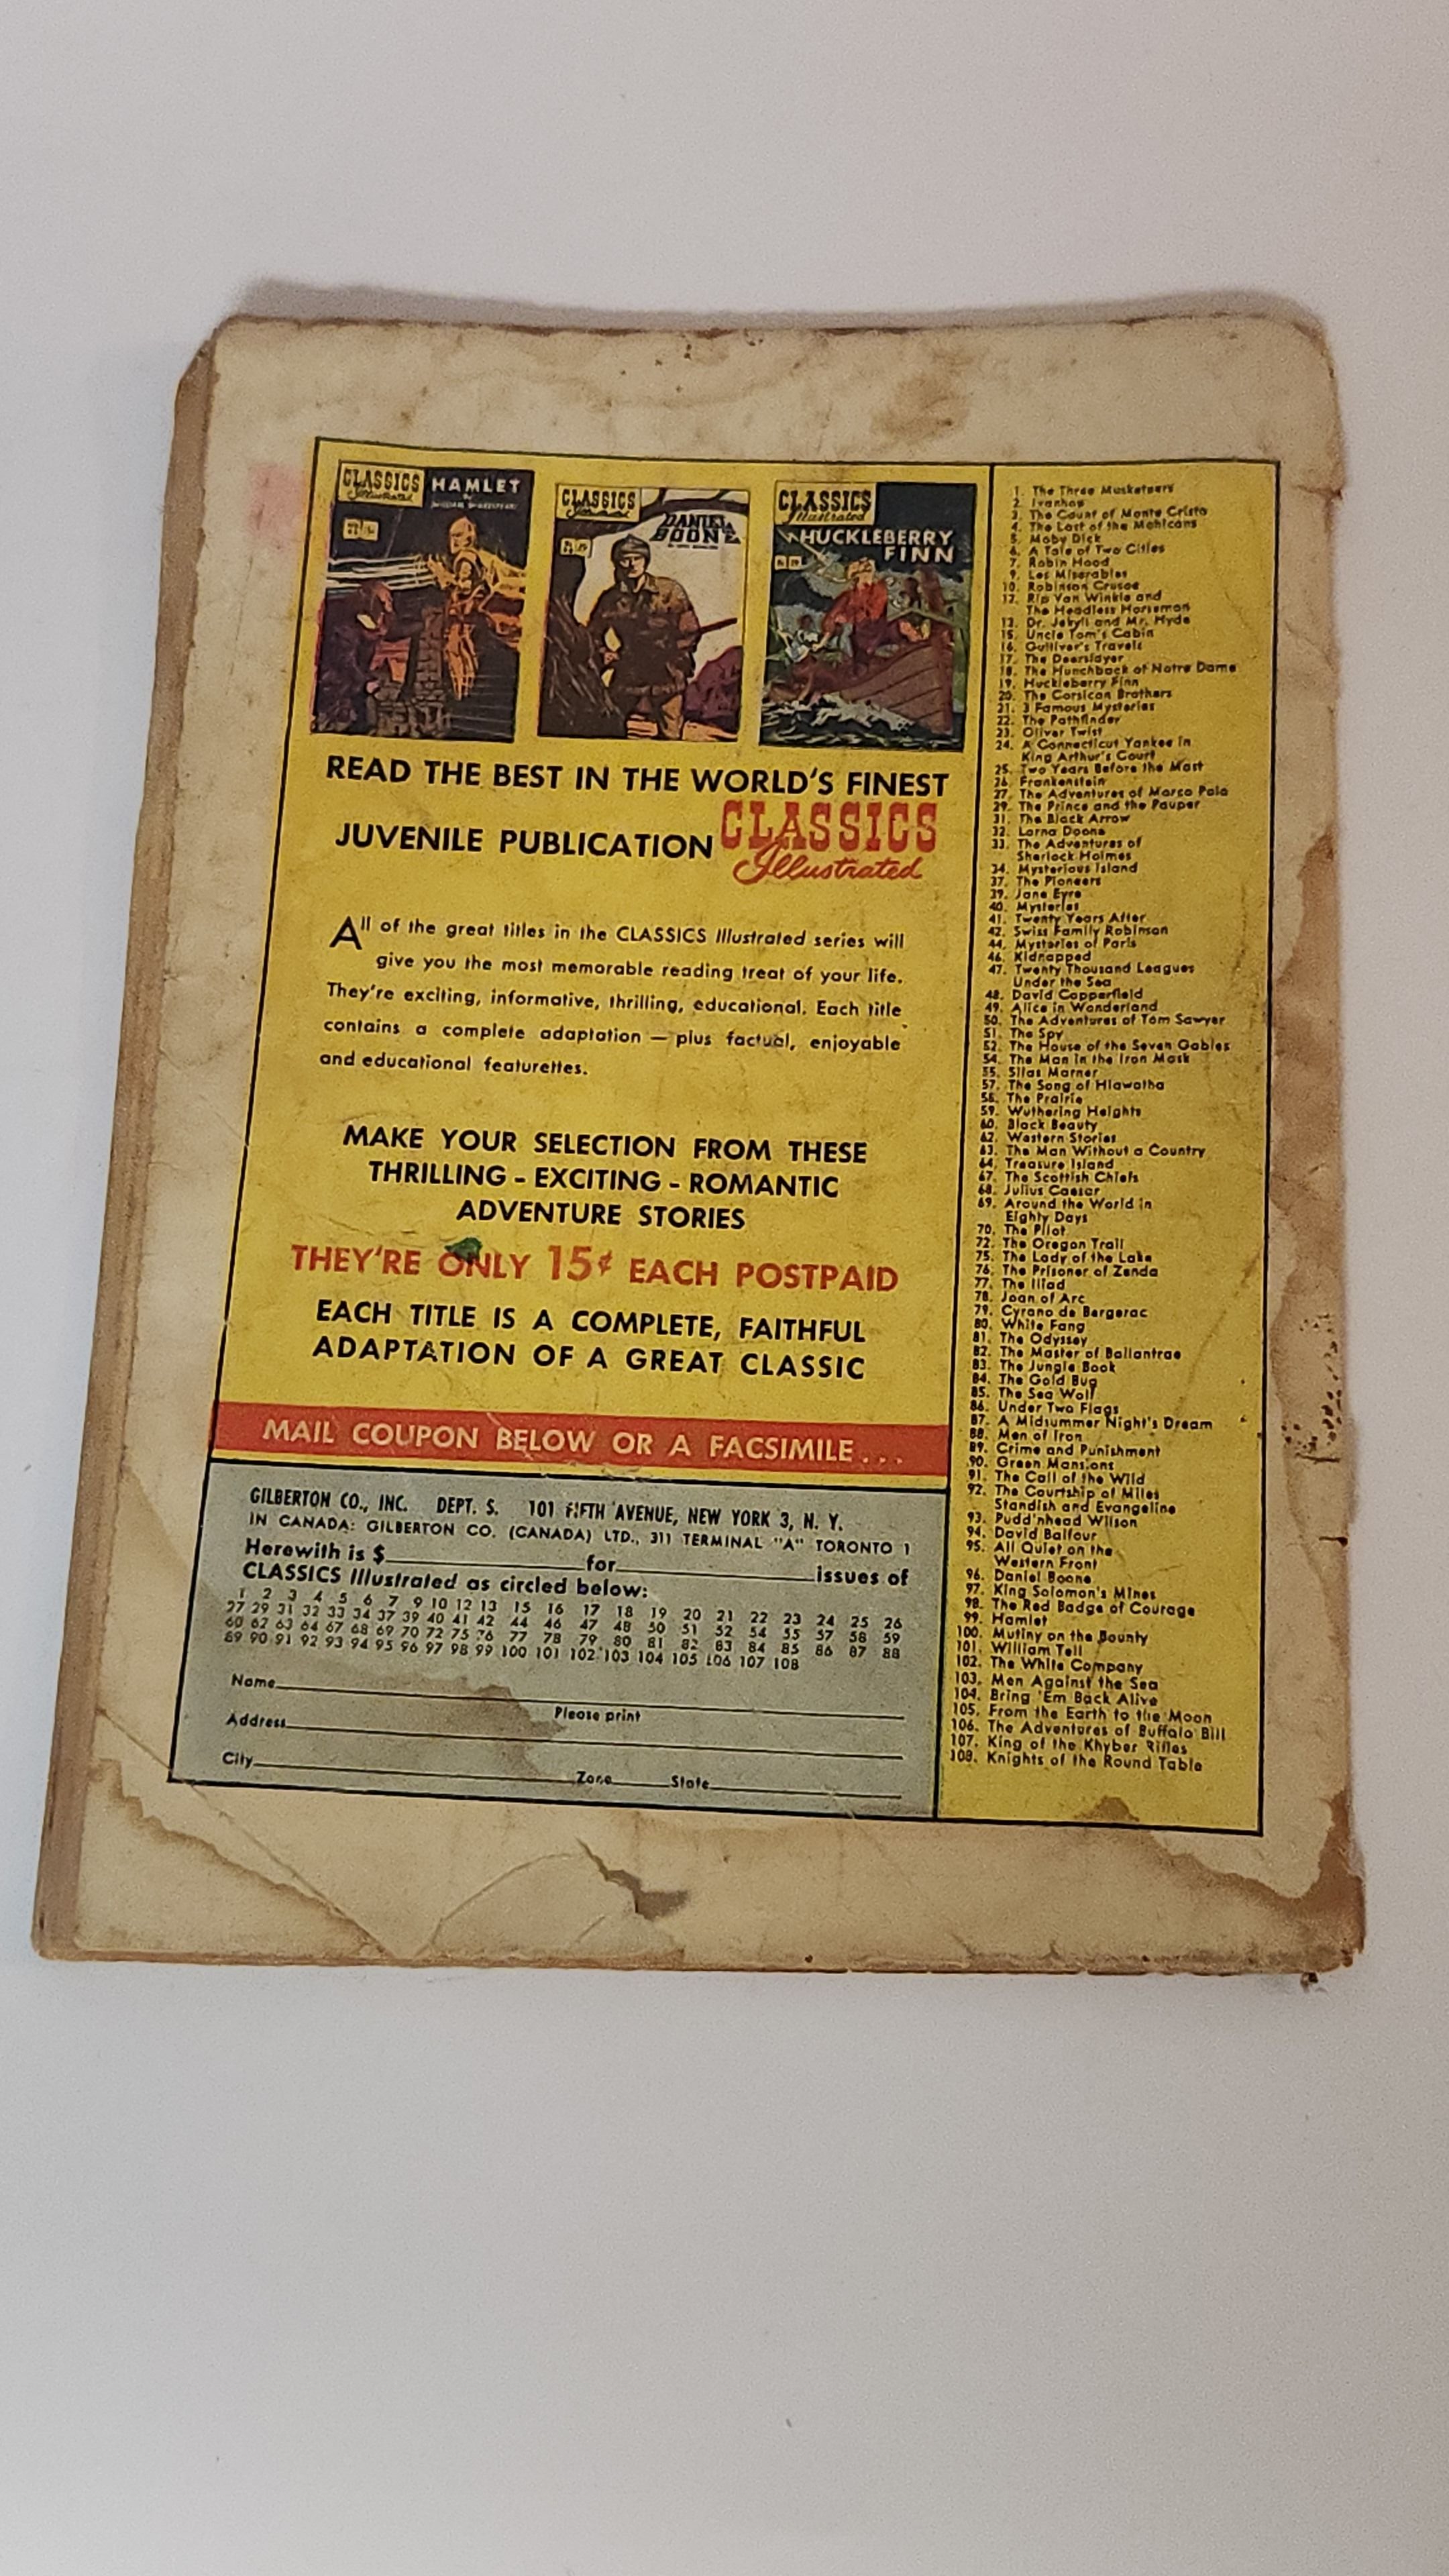 CLASSICS
Illustrated
HAMLET
by
WILLIAM SHAKESPEARE
CLASSICS
Illustrated
DANIEL
BOONE
CLASSICS
Illustrated
HUCKLEBERRY
FINN
READ THE BEST IN THE WORLD'S FINEST
JUVENILE PUBLICATION CLASSICS
Illustrated
All of the great titles in the CLASSICS Illustrated series will
give you the most memorable reading treat of your life.
They're exciting, informative, thrilling, educational. Each title
contains a complete adaptation — plus factual, enjoyable
and educational featurettes.
MAKE YOUR SELECTION FROM THESE
THRILLING - EXCITING - ROMANTIC
ADVENTURE STORIES
THEY'RE ONLY 15¢ EACH POSTPAID
EACH TITLE IS A COMPLETE, FAITHFUL
ADAPTATION OF A GREAT CLASSIC
MAIL COUPON BELOW OR A FACSIMILE...
GILBERTON CO., INC. DEPT. S. 101 FIFTH AVENUE, NEW YORK 3, N. Y.
IN CANADA: GILBERTON CO. (CANADA) LTD., 311 TERMINAL "A" TORONTO 1
Herewith is $ for issues of
CLASSICS Illustrated as circled below:
1 2 3 4 5 6 7 9 10 12 13 15 16 17 18 19 20 21 22 23 24 25 26
27 29 31 32 33 34 37 39 40 41 42 44 46 47 48 50 51 52 54 55 57 58 59
60 62 63 64 67 68 69 70 72 75 76 77 78 79 80 81 82 83 84 85 86 87 88
89 90 91 92 93 94 95 96 97 98 99 100 101 102 103 104 105 106 107 108
Name
Please print
Address
City Zone State
1. The Three Musketeers
2. Ivanhoe
3. The Count of Monte Cristo
4. The Last of the Mohicans
5. Moby Dick
6. A Tale of Two Cities
7. Robin Hood
9. Les Miserables
10. Robinson Crusoe
12. Rip Van Winkle and
The Headless Horseman
13. Dr. Jekyll and Mr. Hyde
15. Uncle Tom's Cabin
16. Gulliver's Travels
17. The Deerslayer
18. The Hunchback of Notre Dame
19. Huckleberry Finn
20. The Corsican Brothers
21. 3 Famous Mysteries
22. The Pathfinder
23. Oliver Twist
24. A Connecticut Yankee in
King Arthur's Court
25. Two Years Before the Mast
26. Frankenstein
27. The Adventures of Marco Polo
29. The Prince and the Pauper
31. The Black Arrow
32. Lorna Doone
33. The Adventures of
Sherlock Holmes
34. Mysterious Island
37. The Pioneers
39. Jane Eyre
40. Mysteries
41. Twenty Years After
42. Swiss Family Robinson
44. Mysteries of Paris
46. Kidnapped
47. Twenty Thousand Leagues
Under the Sea
48. David Copperfield
49. Alice in Wonderland
50. The Adventures of Tom Sawyer
51. The Spy
52. The House of the Seven Gables
54. The Man in the Iron Mask
55. Silas Marner
57. The Song of Hiawatha
58. The Prairie
59. Wuthering Heights
60. Black Beauty
62. Western Stories
63. The Man Without a Country
64. Treasure Island
67. The Scottish Chiefs
68. Julius Caesar
69. Around the World in
Eighty Days
70. The Pilot
72. The Oregon Trail
75. The Lady of the Lake
76. The Prisoner of Zenda
77. The Iliad
78. Joan of Arc
79. Cyrano de Bergerac
80. White Fang
81. The Odyssey
82. The Master of Ballantrae
83. The Jungle Book
84. The Gold Bug
85. The Sea Wolf
86. Under Two Flags
87. A Midsummer Night's Dream
88. Men of Iron
89. Crime and Punishment
90. Green Mansions
91. The Call of the Wild
92. The Courtship of Miles
Standish and Evangeline
93. Pudd'nhead Wilson
94. David Balfour
95. All Quiet on the
Western Front
96. Daniel Boone
97. King Solomon's Mines
98. The Red Badge of Courage
99. Hamlet
100. Mutiny on the Bounty
101. William Tell
102. The White Company
103. Men Against the Sea
104. Bring 'Em Back Alive
105. From the Earth to the Moon
106. The Adventures of Buffalo Bill
107. King of the Khyber Rifles
108. Knights of the Round Table